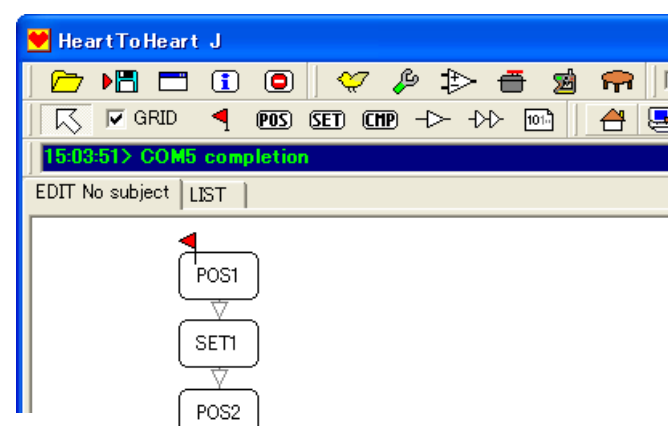 HeartToHeart J
GRID POS SET CMP 101..
15:03:51> COM5 completion
EDIT No subject LIST
POS1
SET1
POS2